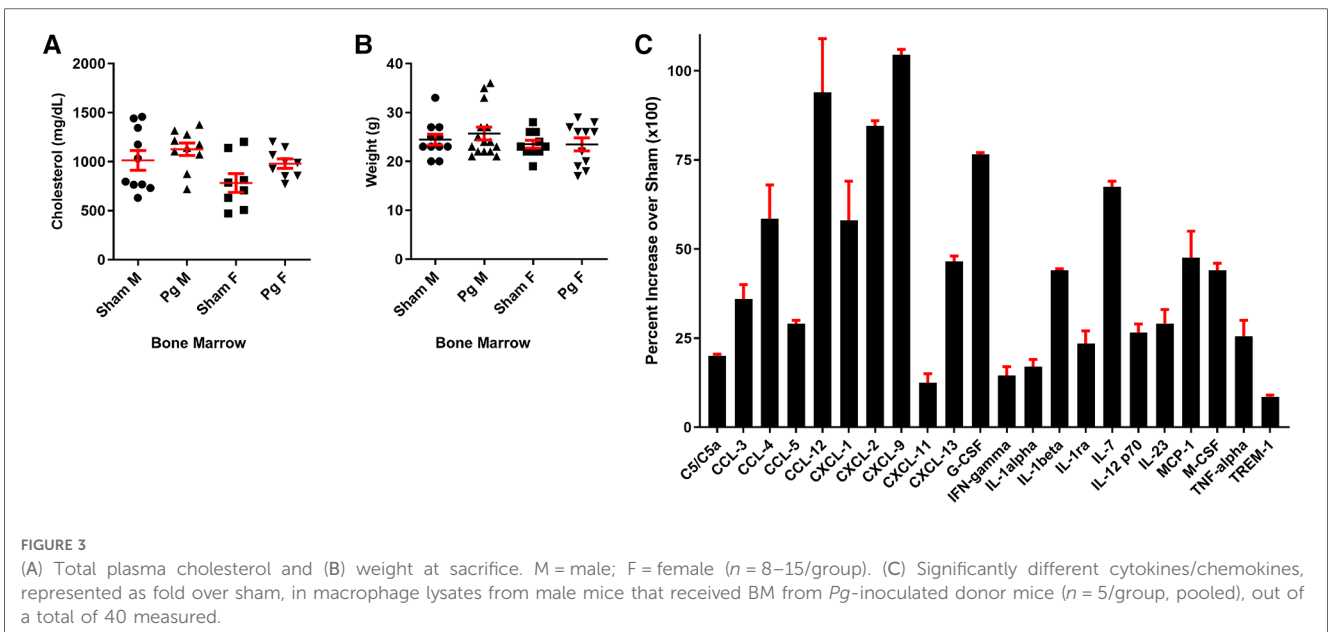 A
Cholesterol (mg/dL)
2000
1500
1000
500
0
Sham M
Pg M
Sham F
Pg F
Bone Marrow
B
Weight (g)
40
30
20
10
0
Sham M
Pg M
Sham F
Pg F
Bone Marrow
C
Percent Increase over Sham (x100)
100
75
50
25
0
C5/C5a
CCL-3
CCL-4
CCL-5
CCL-12
CXCL-1
CXCL-2
CXCL-9
CXCL-11
CXCL-13
G-CSF
IFN-gamma
IL-1alpha
IL-1beta
IL-1ra
IL-7
IL-12 p70
IL-23
MCP-1
M-CSF
TNF-alpha
TREM-1
FIGURE 3
(A) Total plasma cholesterol and (B) weight at sacrifice. M = male; F = female (n = 8–15/group). (C) Significantly different cytokines/chemokines,
represented as fold over sham, in macrophage lysates from male mice that received BM from Pg-inoculated donor mice (n = 5/group, pooled), out of
a total of 40 measured.